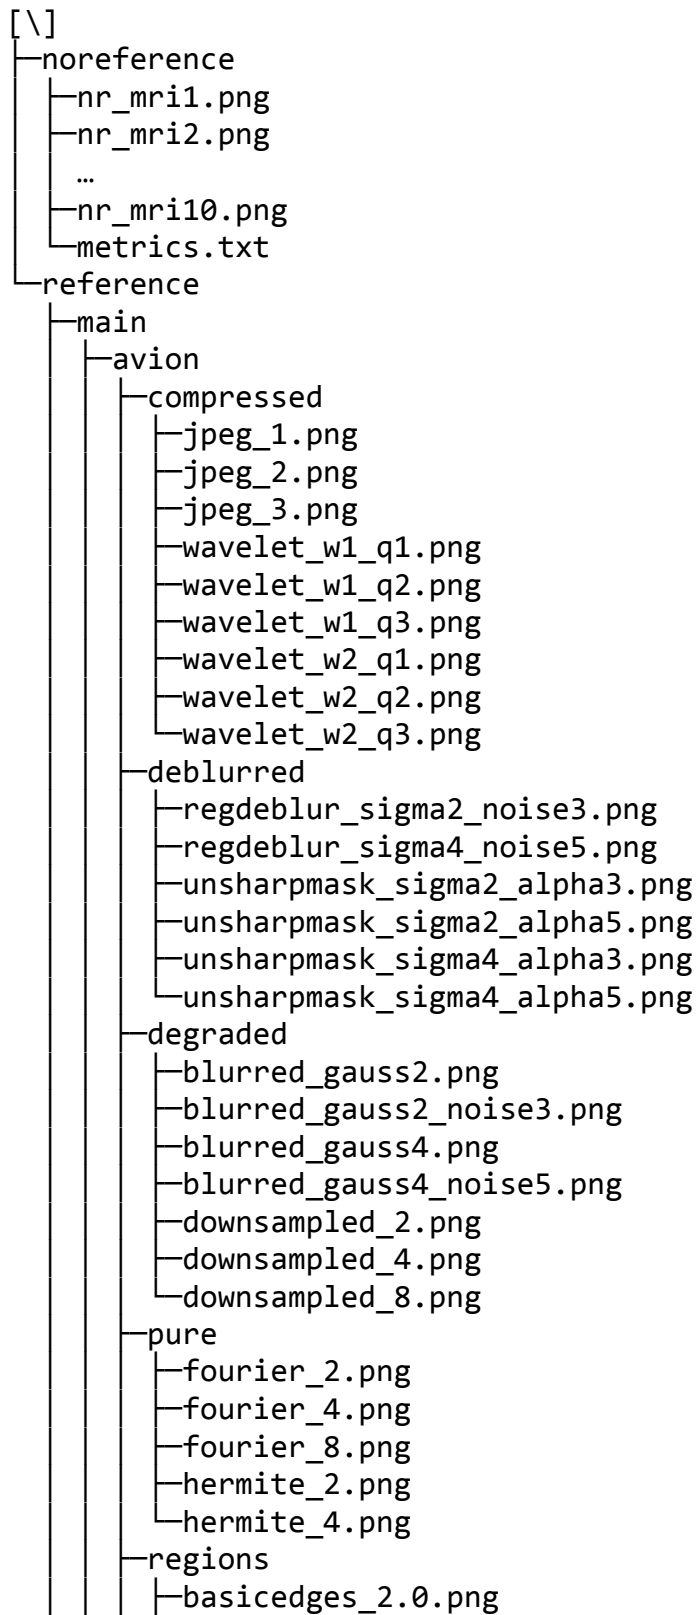 [\]
├─noreference
│ ├─nr_mri1.png
│ ├─nr_mri2.png
│ │ …
│ ├─nr_mri10.png
│ └─metrics.txt
└─reference
  ├─main
  │ ├─avion
  │ │ ├─compressed
  │ │ │ ├─jpeg_1.png
  │ │ │ ├─jpeg_2.png
  │ │ │ ├─jpeg_3.png
  │ │ │ ├─wavelet_w1_q1.png
  │ │ │ ├─wavelet_w1_q2.png
  │ │ │ ├─wavelet_w1_q3.png
  │ │ │ ├─wavelet_w2_q1.png
  │ │ │ ├─wavelet_w2_q2.png
  │ │ │ └─wavelet_w2_q3.png
  │ │ ├─deblurred
  │ │ │ ├─regdeblur_sigma2_noise3.png
  │ │ │ ├─regdeblur_sigma4_noise5.png
  │ │ │ ├─unsharpmask_sigma2_alpha3.png
  │ │ │ ├─unsharpmask_sigma2_alpha5.png
  │ │ │ ├─unsharpmask_sigma4_alpha3.png
  │ │ │ └─unsharpmask_sigma4_alpha5.png
  │ │ ├─degraded
  │ │ │ ├─blurred_gauss2.png
  │ │ │ ├─blurred_gauss2_noise3.png
  │ │ │ ├─blurred_gauss4.png
  │ │ │ ├─blurred_gauss4_noise5.png
  │ │ │ ├─downsampled_2.png
  │ │ │ ├─downsampled_4.png
  │ │ │ └─downsampled_8.png
  │ │ ├─pure
  │ │ │ ├─fourier_2.png
  │ │ │ ├─fourier_4.png
  │ │ │ ├─fourier_8.png
  │ │ │ ├─hermite_2.png
  │ │ │ └─hermite_4.png
  │ │ ├─regions
  │ │ │ ├─basicedges_2.0.png